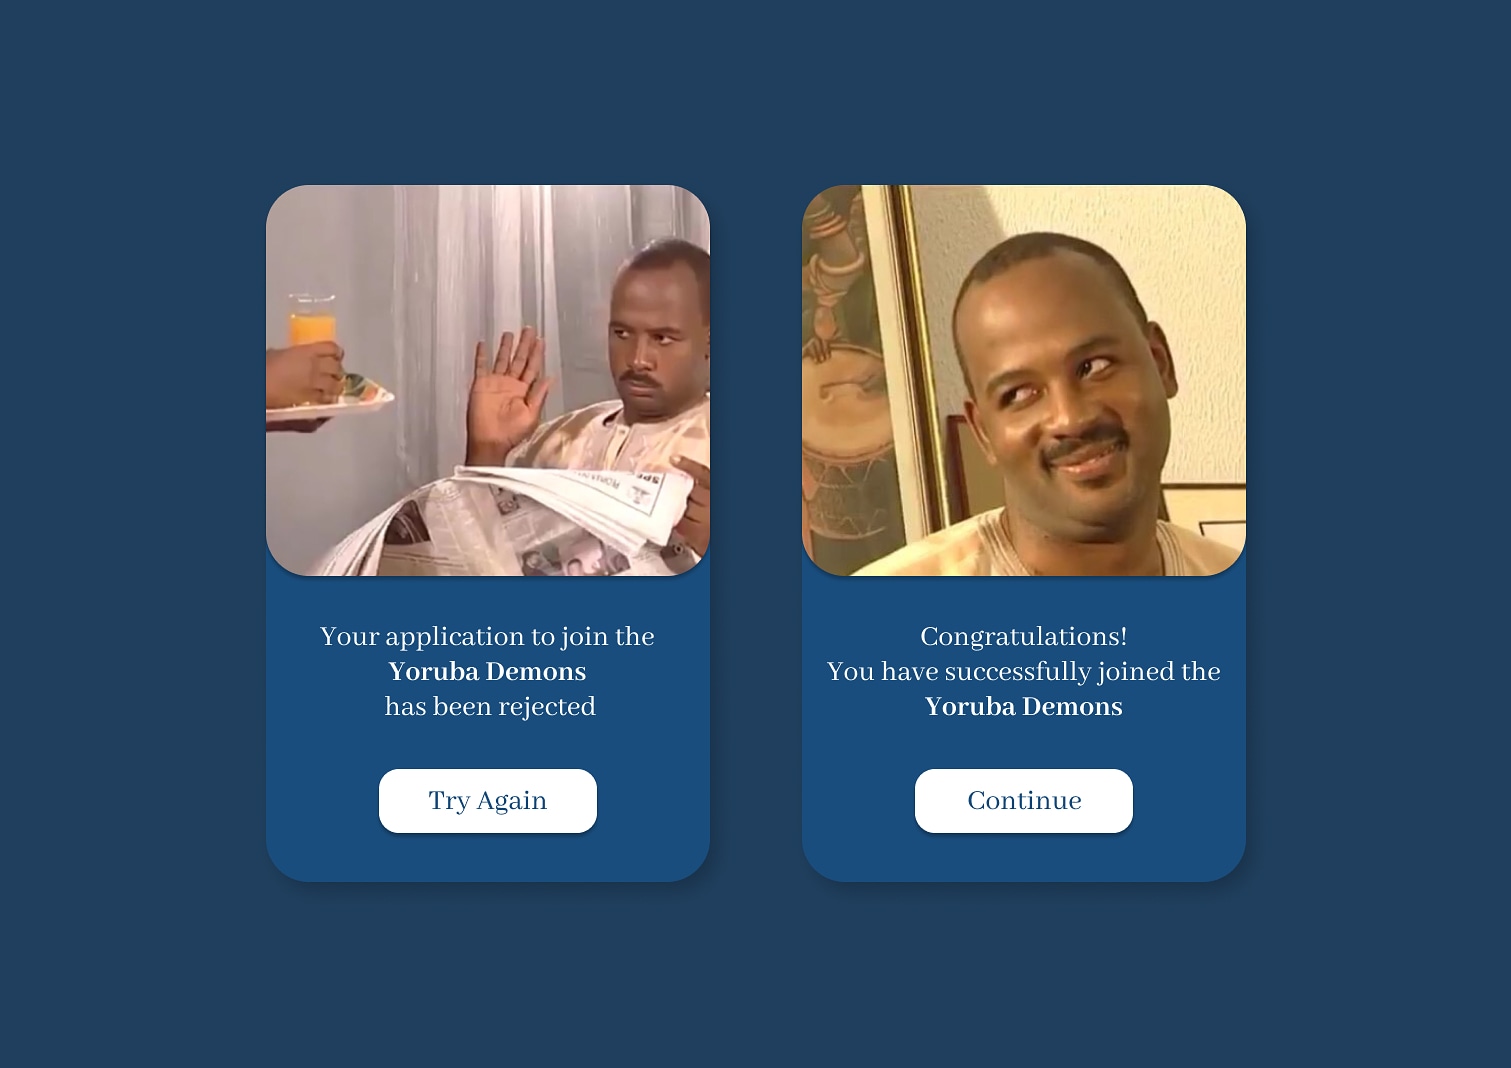 Your application to join the
Yoruba Demons
has been rejected
Try Again
Congratulations!
You have successfully joined the
Yoruba Demons
Continue